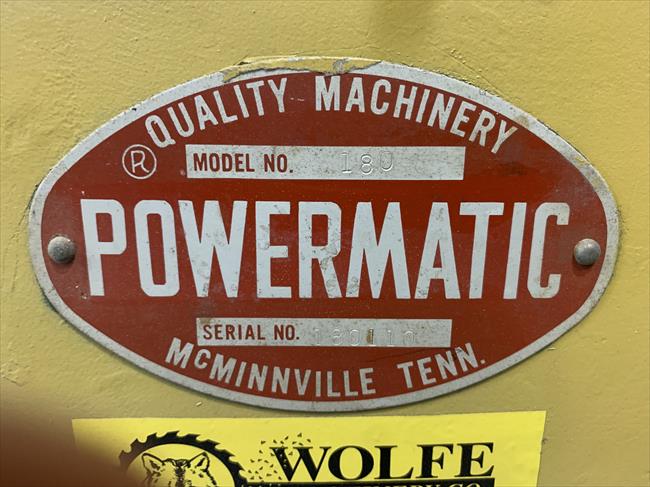 QUALITY MACHINERY
®
MODEL NO. 180
POWERMATIC
SERIAL NO.
McMINNVILLE TENN.
WOLFE